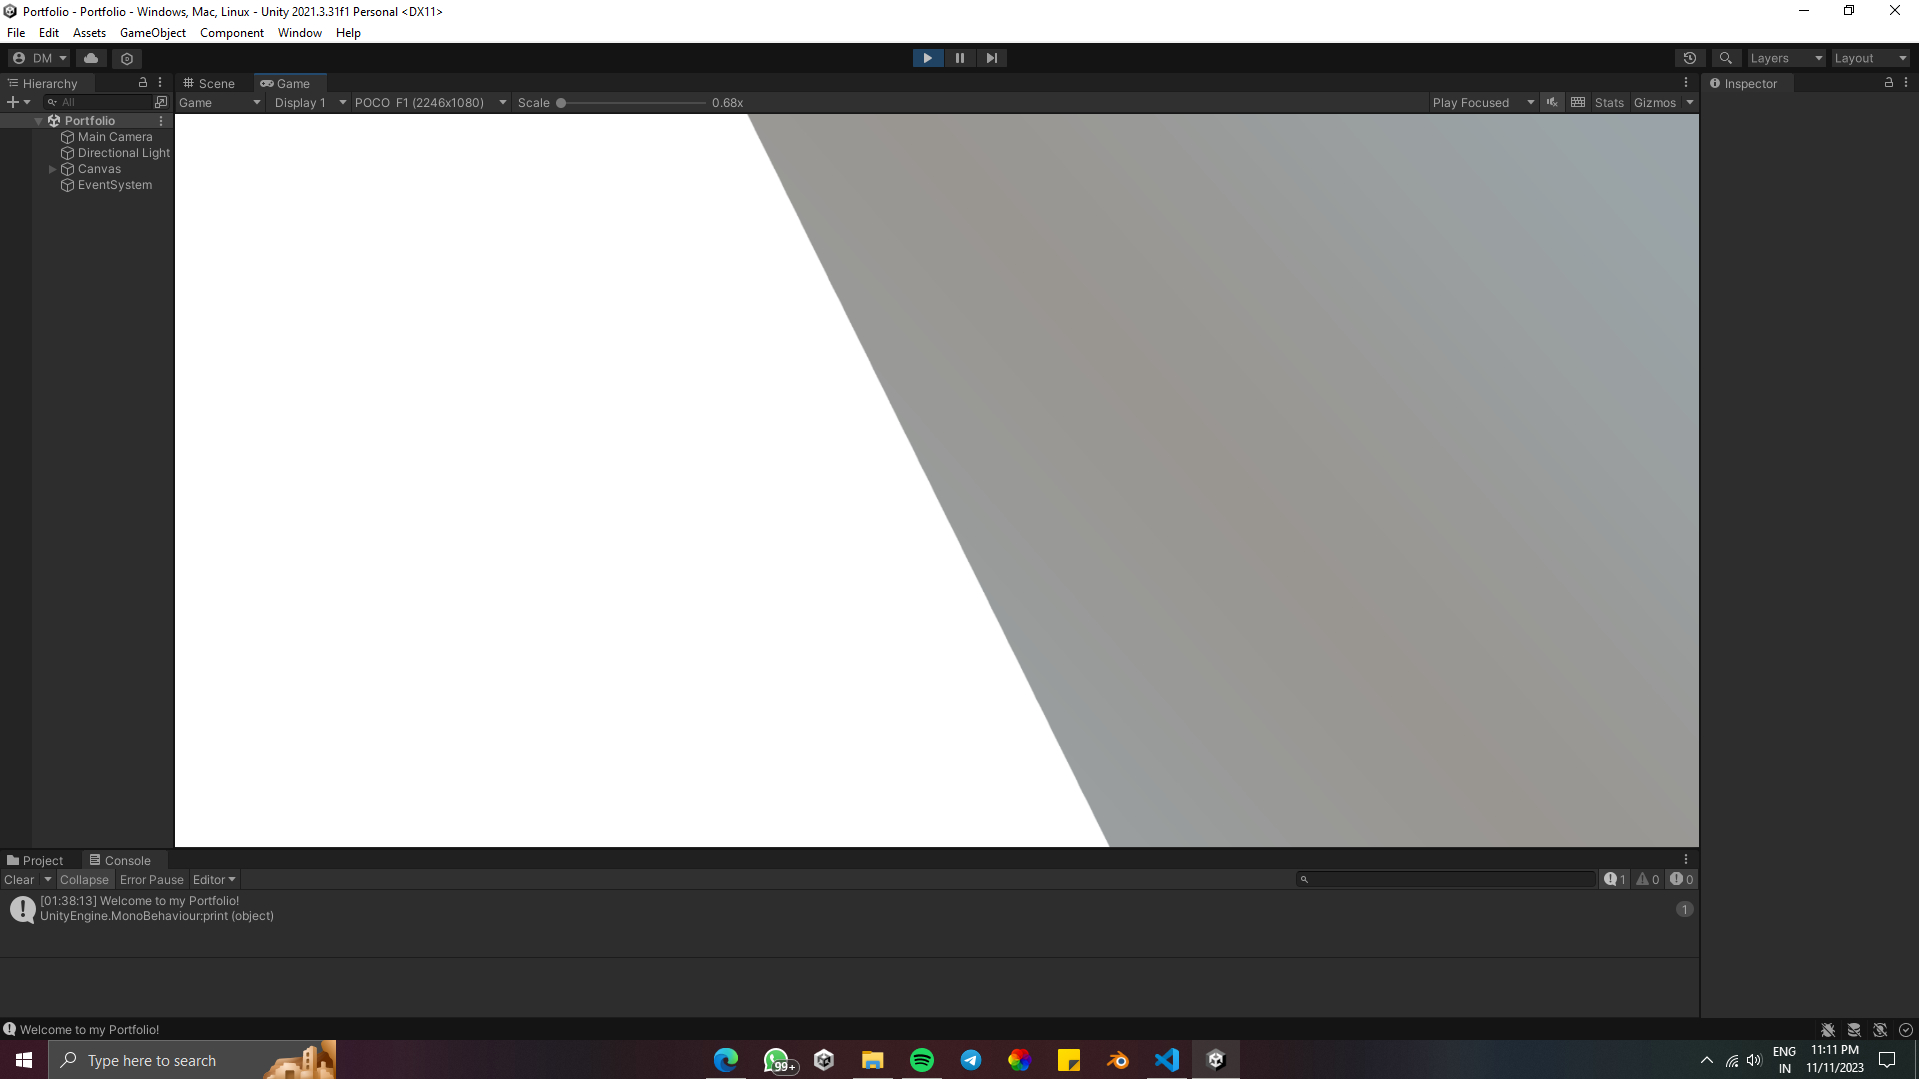 Portfolio - Portfolio - Windows, Mac, Linux - Unity 2021.3.31f1 Personal <DX11>
File Edit Assets GameObject Component Window Help
DM Layers Layout
Hierarchy Scene Game Inspector
All Game Display 1 POCO F1 (2246x1080) Scale 0.68x Play Focused Stats Gizmos
Portfolio
Main Camera
Directional Light
Canvas
EventSystem
Project Console
Clear Collapse Error Pause Editor 1 0 0
[01:38:13] Welcome to my Portfolio!
UnityEngine.MonoBehaviour:print (object)
1
Welcome to my Portfolio!
Type here to search 99+ ENG 11:11 PM
IN 11/11/2023